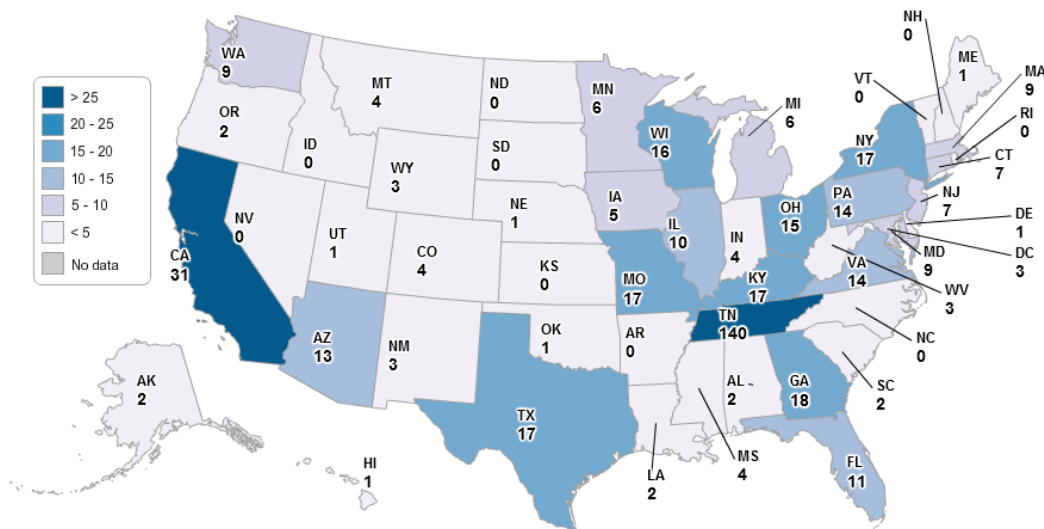 > 25
20 - 25
15 - 20
10 - 15
5 - 10
< 5
No data
WA
9
OR
2
CA
31
NV
0
ID
0
MT
4
WY
3
UT
1
AZ
13
CO
4
NM
3
ND
0
SD
0
NE
1
KS
0
OK
1
TX
17
MN
6
IA
5
MO
17
AR
0
LA
2
WI
16
IL
10
MI
6
IN
4
OH
15
KY
17
TN
140
MS
4
AL
2
GA
18
FL
11
SC
2
NC
0
VA
14
WV
3
PA
14
NY
17
VT
0
NH
0
ME
1
MA
9
RI
0
CT
7
NJ
7
DE
1
MD
9
DC
3
AK
2
HI
1